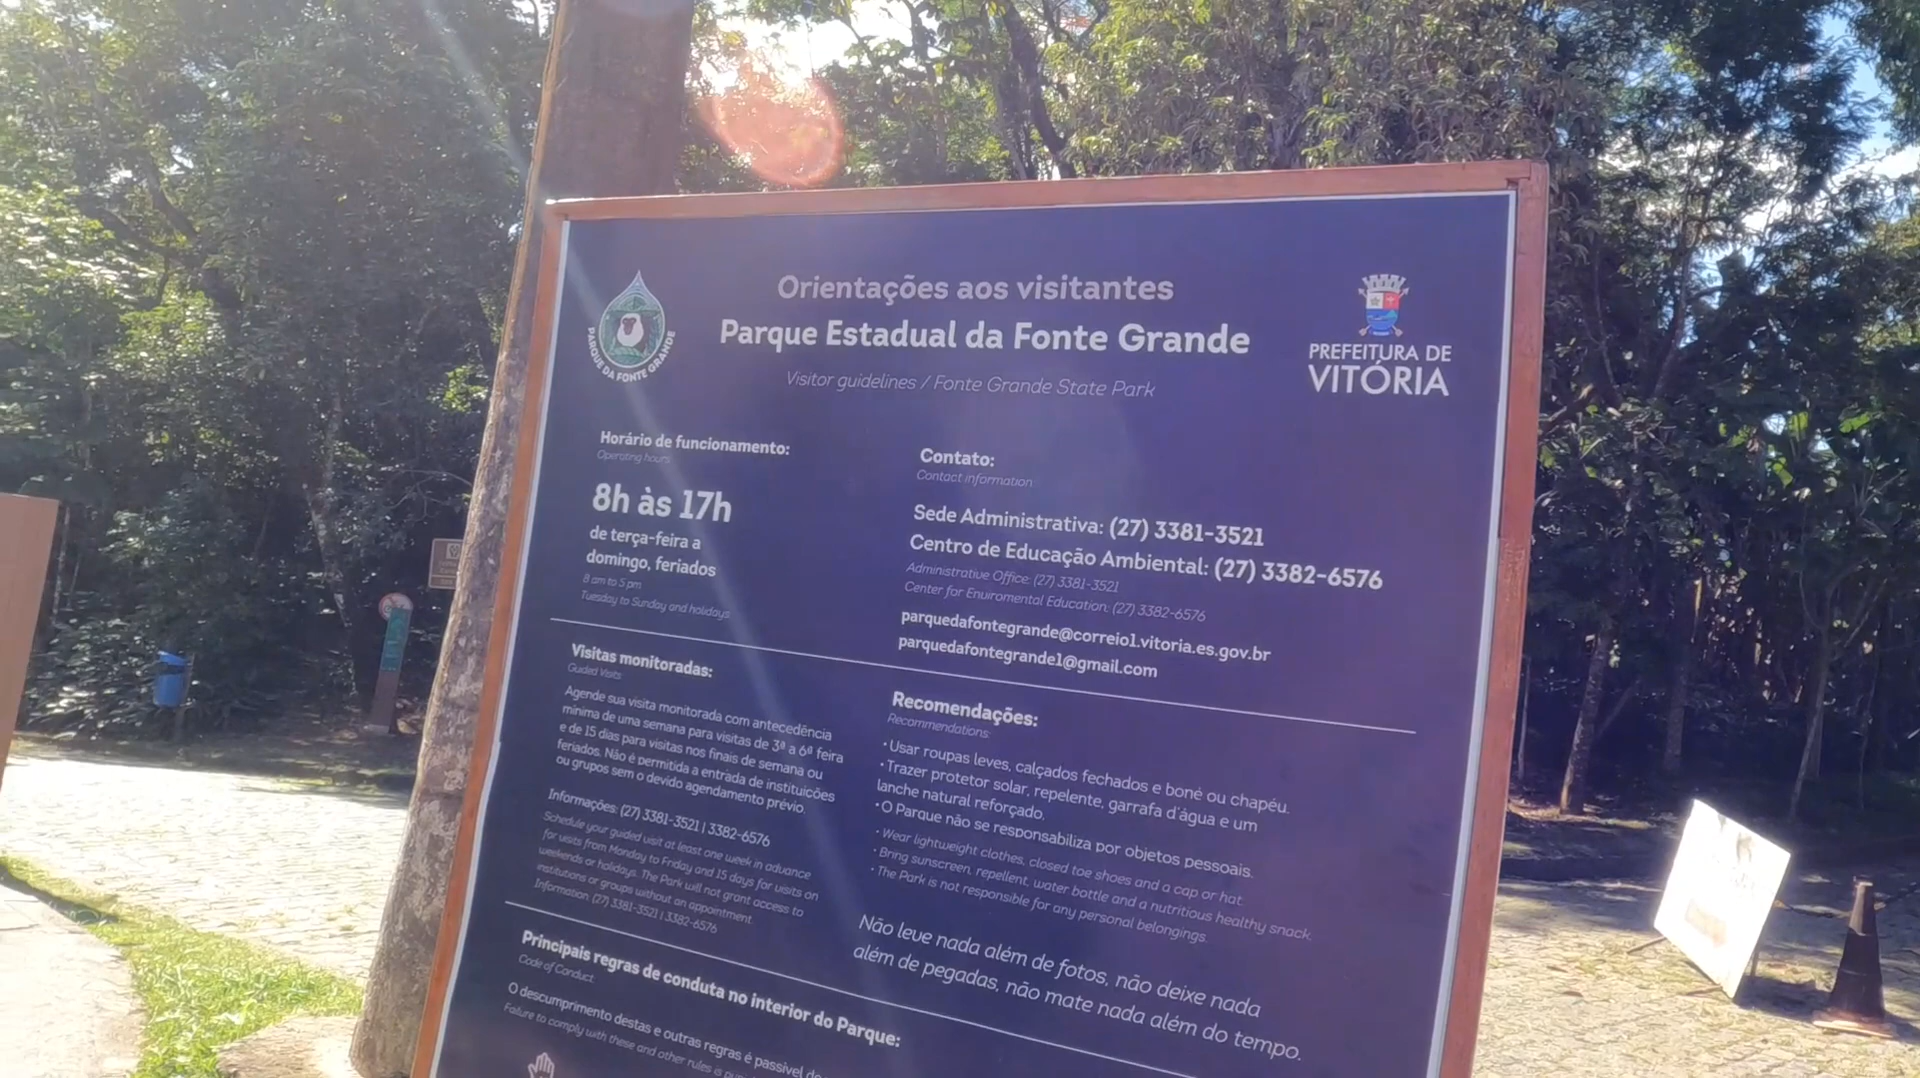 Orientações aos visitantes
Parque Estadual da Fonte Grande
Visitor guidelines / Fonte Grande State Park
PARQUE DA FONTE GRANDE
PREFEITURA DE
VITÓRIA
Horário de funcionamento:
Operating hours
8h às 17h
de terça-feira a
domingo, feriados
8 am to 5 pm
Tuesday to Sunday and holidays
Contato:
Contact information
Sede Administrativa: (27) 3381-3521
Centro de Educação Ambiental: (27) 3382-6576
Administrative Office: (27) 3381-3521
Center for Enviromental Education: (27) 3382-6576
parquedafontegrande@correio1.vitoria.es.gov.br
parquedafontegrande1@gmail.com
Visitas monitoradas:
Guided Visits
Agende sua visita monitorada com antecedência
mínima de uma semana para visitas de 3ª a 6ª feira
e de 15 dias para visitas nos finais de semana ou
feriados. Não é permitida a entrada de instituições
ou grupos sem o devido agendamento prévio.
Informações: (27) 3381-3521 | 3382-6576
Schedule your guided visit at least one week in advance
for visits from Monday to Friday and 15 days for visits on
weekends or holidays. The Park will not grant access to
institutions or groups without an appointment.
Information: (27) 3381-3521 | 3382-6576
Recomendações:
Recommendations:
• Usar roupas leves, calçados fechados e boné ou chapéu.
• Trazer protetor solar, repelente, garrafa d'água e um
lanche natural reforçado.
• O Parque não se responsabiliza por objetos pessoais.
• Wear lightweight clothes, closed toe shoes and a cap or hat.
• Bring sunscreen, repellent, water bottle and a nutritious healthy snack.
• The Park is not responsible for any personal belongings.
Não leve nada além de fotos, não deixe nada
além de pegadas, não mate nada além do tempo.
Principais regras de conduta no interior do Parque:
Code of Conduct:
O descumprimento destas e outras regras é passível de
Failure to comply with these and other rules is